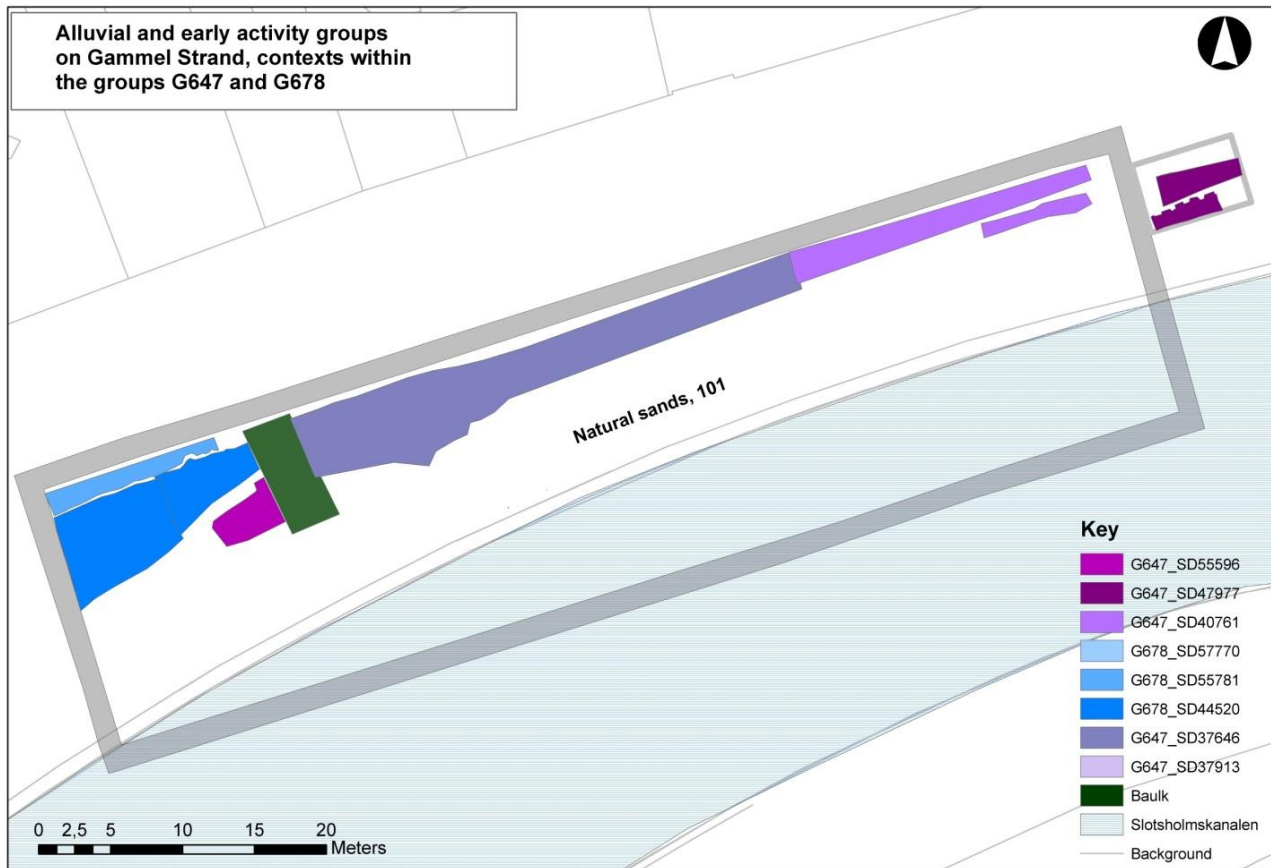 Alluvial and early activity groups
on Gammel Strand, contexts within
the groups G647 and G678
Natural sands, 101
Key
G647_SD55596
G647_SD47977
G647_SD40761
G678_SD57770
G678_SD55781
G678_SD44520
G647_SD37646
G647_SD37913
Baulk
Slotsholmskanalen
Background
0 2,5 5 10 15 20
Meters